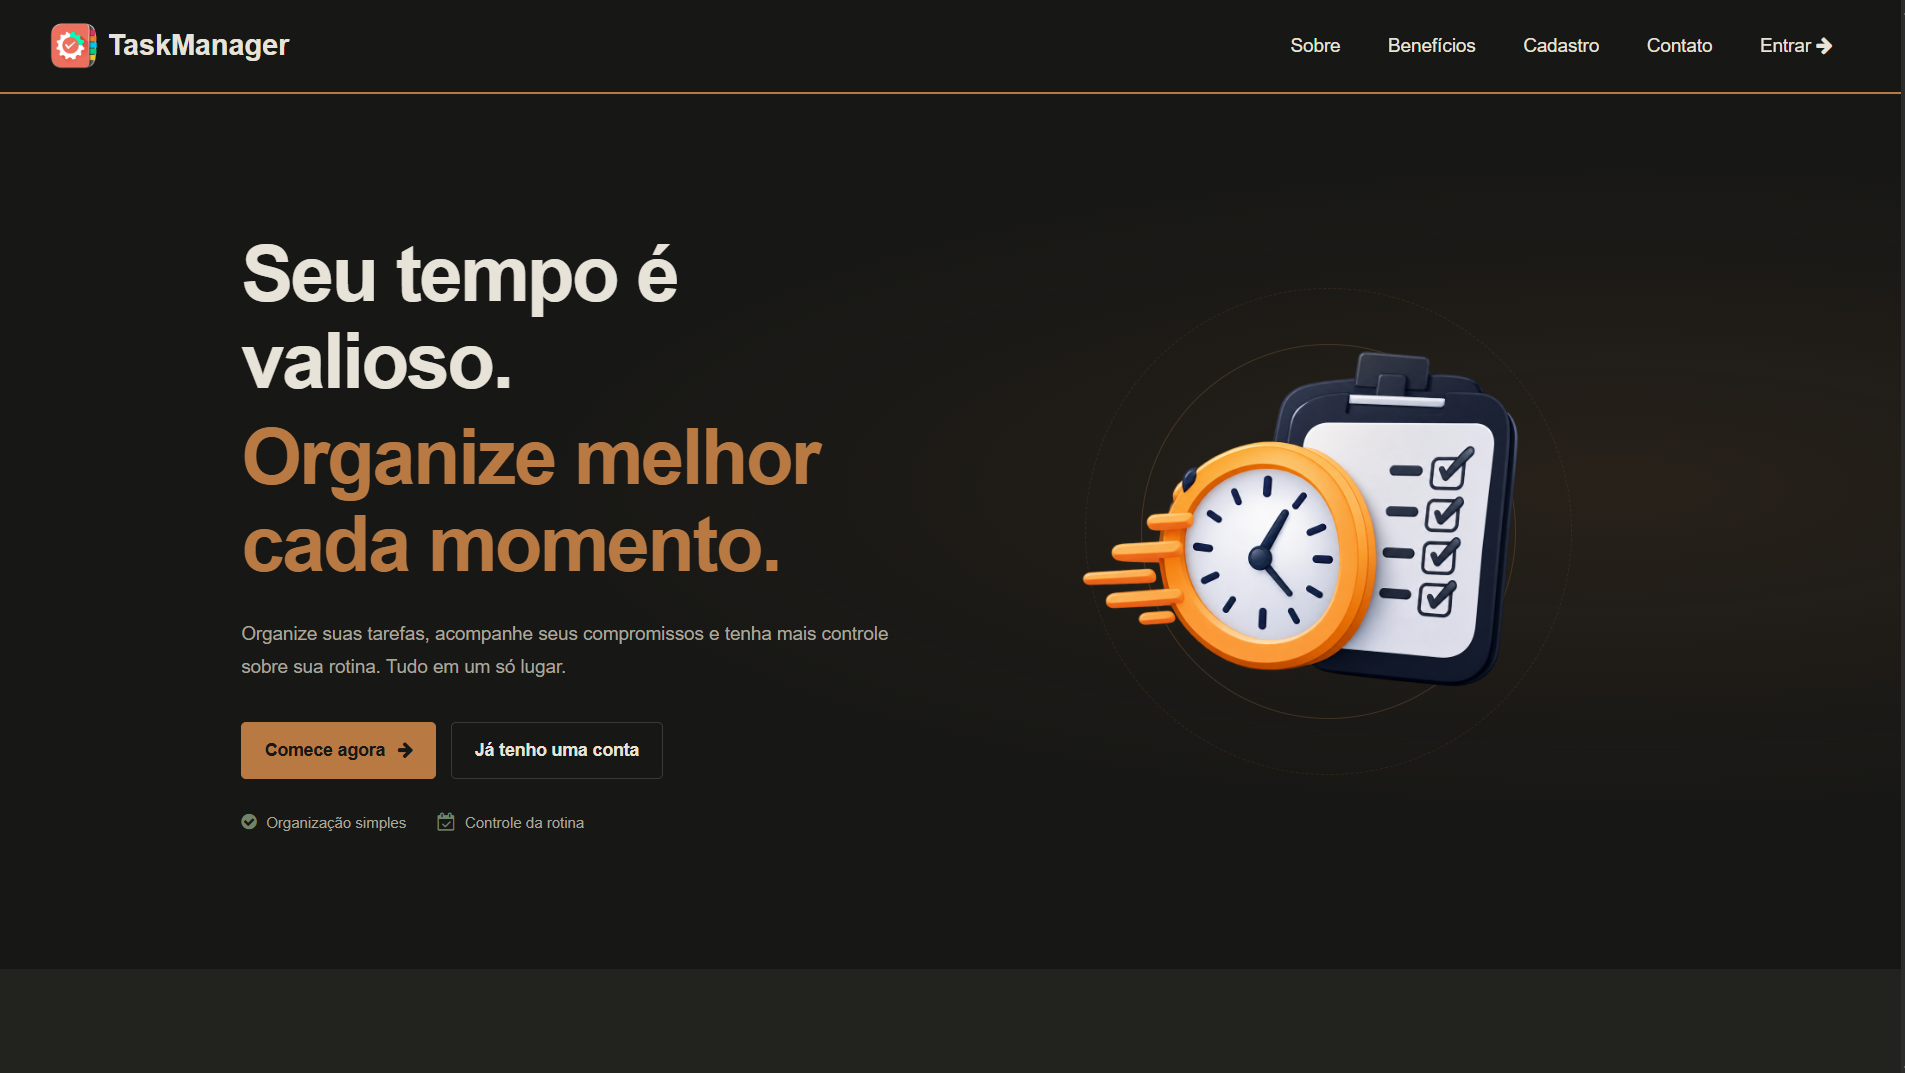 TaskManager
Sobre
Benefícios
Cadastro
Contato
Entrar
Seu tempo é
valioso.
Organize melhor
cada momento.
Organize suas tarefas, acompanhe seus compromissos e tenha mais controle
sobre sua rotina. Tudo em um só lugar.
Comece agora
Já tenho uma conta
Organização simples
Controle da rotina